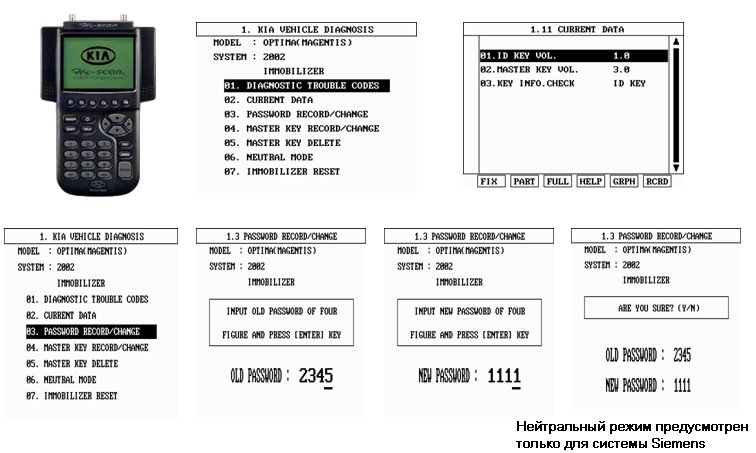 Hi-scan
KIA
Hi-scan
1. KIA VEHICLE DIAGNOSIS
MODEL : OPTIMA(MAGENTIS)
SYSTEM : 2002
IMMOBILIZER
01. DIAGNOSTIC TROUBLE CODES
02. CURRENT DATA
03. PASSWORD RECORD/CHANGE
04. MASTER KEY RECORD/CHANGE
05. MASTER KEY DELETE
06. NEUTRAL MODE
07. IMMOBILIZER RESET
1.11 CURRENT DATA
01.ID KEY VOL. 1.0
02.MASTER KEY VOL. 3.0
03.KEY INFO.CHECK ID KEY
FIX PART FULL HELP GRPH RCRD
1. KIA VEHICLE DIAGNOSIS
MODEL : OPTIMA(MAGENTIS)
SYSTEM : 2002
IMMOBILIZER
01. DIAGNOSTIC TROUBLE CODES
02. CURRENT DATA
03. PASSWORD RECORD/CHANGE
04. MASTER KEY RECORD/CHANGE
05. MASTER KEY DELETE
06. NEUTRAL MODE
07. IMMOBILIZER RESET
1.3 PASSWORD RECORD/CHANGE
MODEL : OPTIMA(MAGENTIS)
SYSTEM : 2002
IMMOBILIZER
INPUT OLD PASSWORD OF FOUR
FIGURE AND PRESS [ENTER] KEY
OLD PASSWORD : 2345
1.3 PASSWORD RECORD/CHANGE
MODEL : OPTIMA(MAGENTIS)
SYSTEM : 2002
IMMOBILIZER
INPUT NEW PASSWORD OF FOUR
FIGURE AND PRESS [ENTER] KEY
NEW PASSWORD : 1111
1.3 PASSWORD RECORD/CHANGE
MODEL : OPTIMA(MAGENTIS)
SYSTEM : 2002
IMMOBILIZER
ARE YOU SURE? (Y/N)
OLD PASSWORD : 2345
NEW PASSWORD : 1111
Нейтральный режим предусмотрен
только для системы Siemens